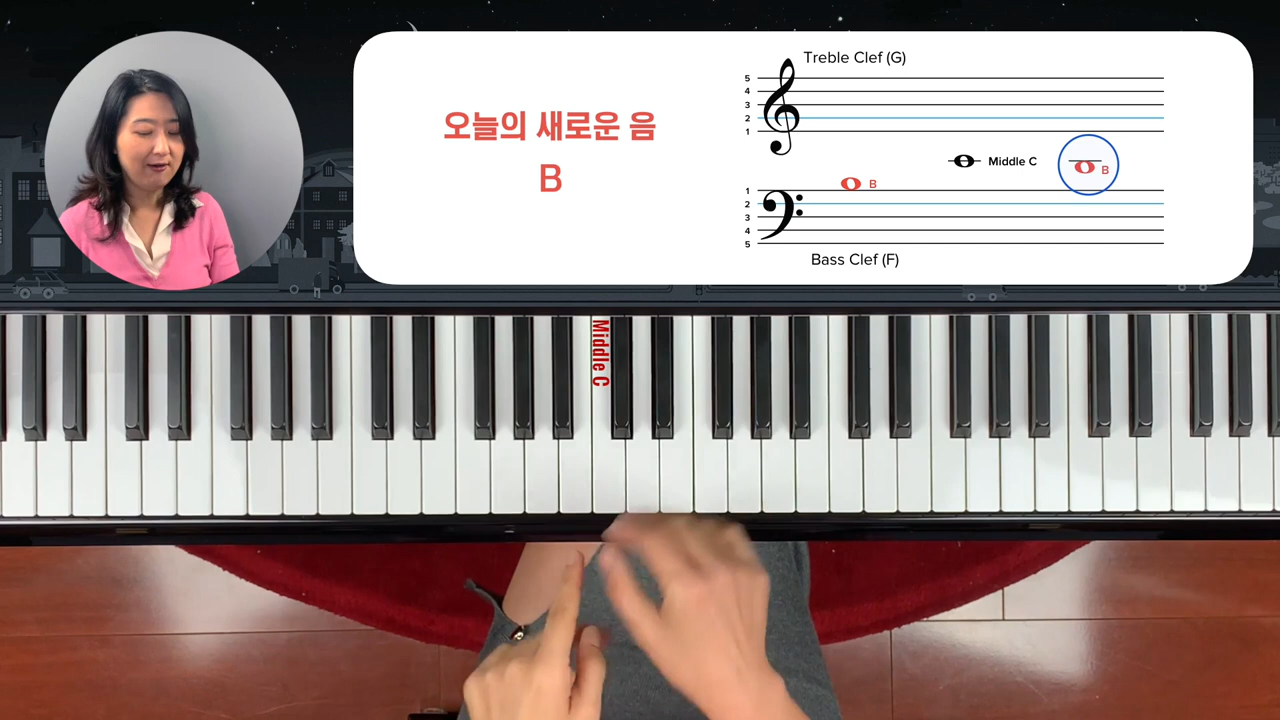 오늘의 새로운 음
B
Treble Clef (G)
5
4
3
2
1
Middle C
B
B
1
2
3
4
5
Bass Clef (F)
Middle C